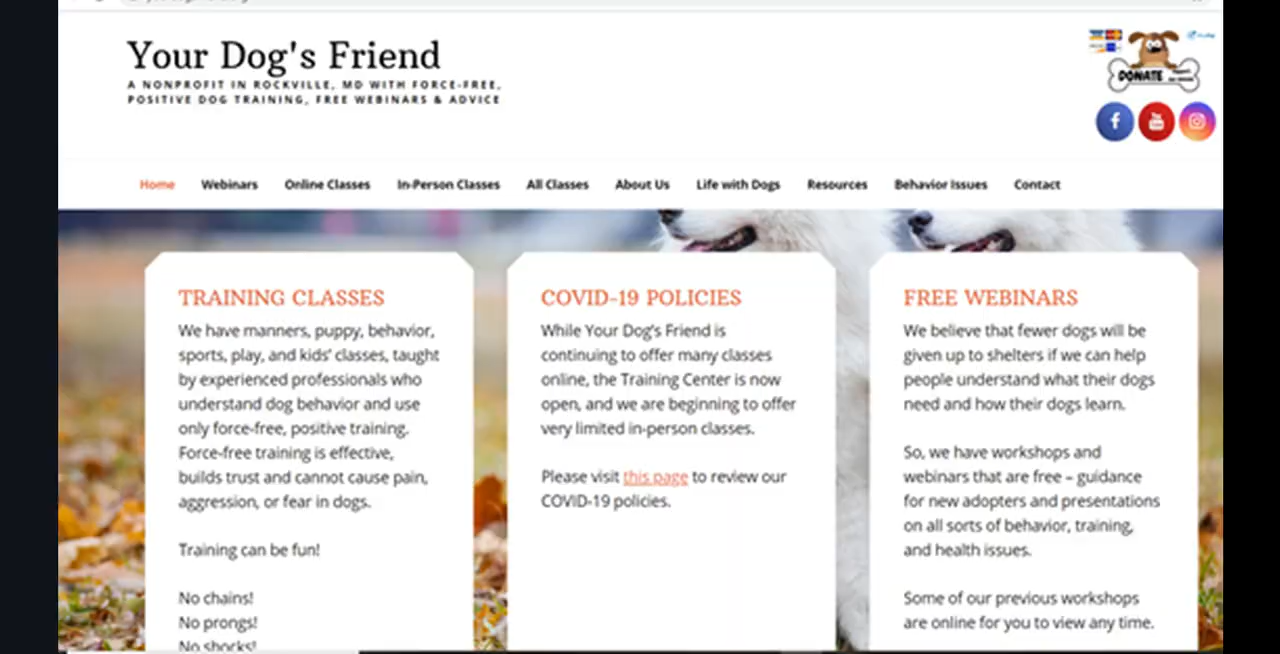 Your Dog's Friend
A NONPROFIT IN ROCKVILLE, MD WITH FORCE-FREE,
POSITIVE DOG TRAINING, FREE WEBINARS & ADVICE
DONATE
Home Webinars Online Classes In-Person Classes All Classes About Us Life with Dogs Resources Behavior Issues Contact
TRAINING CLASSES
We have manners, puppy, behavior,
sports, play, and kids' classes, taught
by experienced professionals who
understand dog behavior and use
only force-free, positive training.
Force-free training is effective,
builds trust and cannot cause pain,
aggression, or fear in dogs.
Training can be fun!
No chains!
No prongs!
No shocks!
COVID-19 POLICIES
While Your Dog's Friend is
continuing to offer many classes
online, the Training Center is now
open, and we are beginning to offer
very limited in-person classes.
Please visit this page to review our
COVID-19 policies.
FREE WEBINARS
We believe that fewer dogs will be
given up to shelters if we can help
people understand what their dogs
need and how their dogs learn.
So, we have workshops and
webinars that are free – guidance
for new adopters and presentations
on all sorts of behavior, training,
and health issues.
Some of our previous workshops
are online for you to view any time.